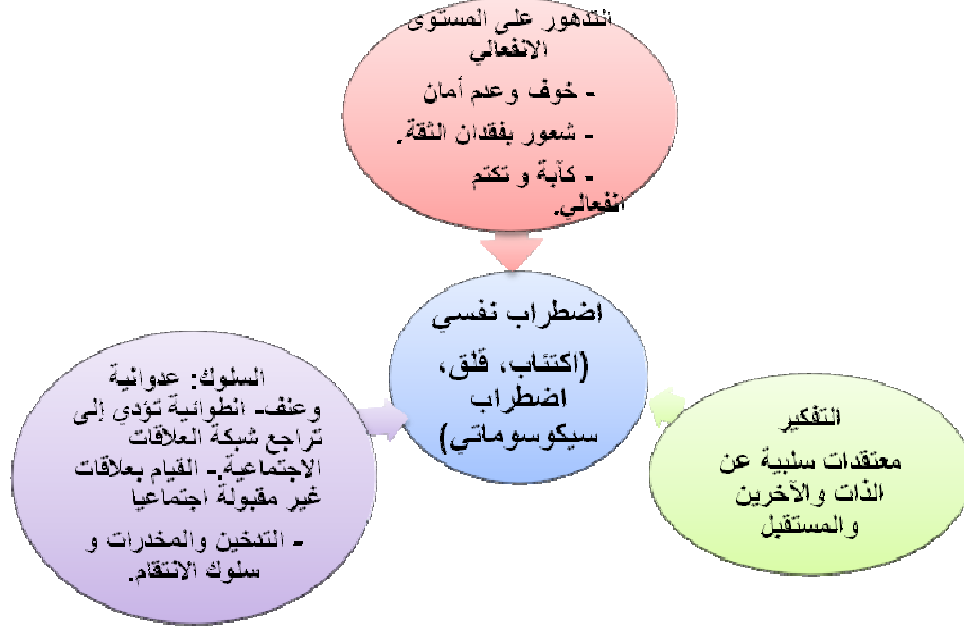 التدهور على المستوى
الانفعالي
- خوف وعدم أمان
- شعور بفقدان الثقة.
- كآبة و تكتم
انفعالي.
اضطراب نفسي
(اكتئاب، قلق،
اضطراب
سيكوسوماتي)
السلوك: عدوانية
وعنف- انطوائية تؤدي إلى
تراجع شبكة العلاقات
الاجتماعية.- القيام بعلاقات
غير مقبولة اجتماعيا
- التدخين والمخدرات و
سلوك الانتقام.
التفكير
معتقدات سلبية عن
الذات والآخرين
والمستقبل